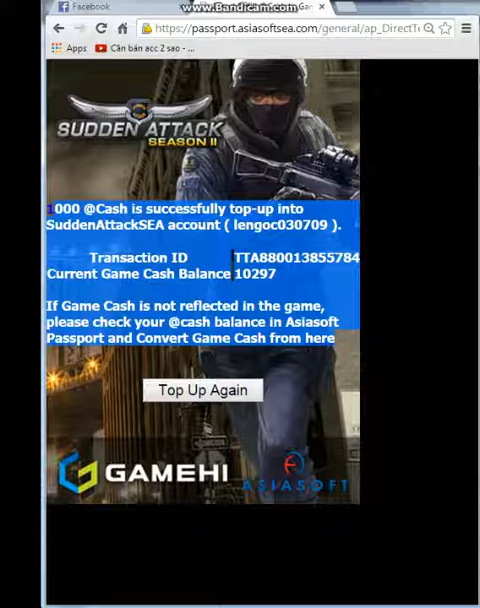 www.Bandicam.com
Facebook
Gar
https://passport.asiasoftsea.com/general/ap_DirectT
Apps
Cần bán acc 2 sao - ...
SUDDEN ATTACK
SEASON II
1000 @Cash is successfully top-up into
SuddenAttackSEA account ( lengoc030709 ).
Transaction ID TTA880013855784
Current Game Cash Balance 10297
If Game Cash is not reflected in the game,
please check your @cash balance in Asiasoft
Passport and Convert Game Cash from here
Top Up Again
GAMEHI
ASIASOFT